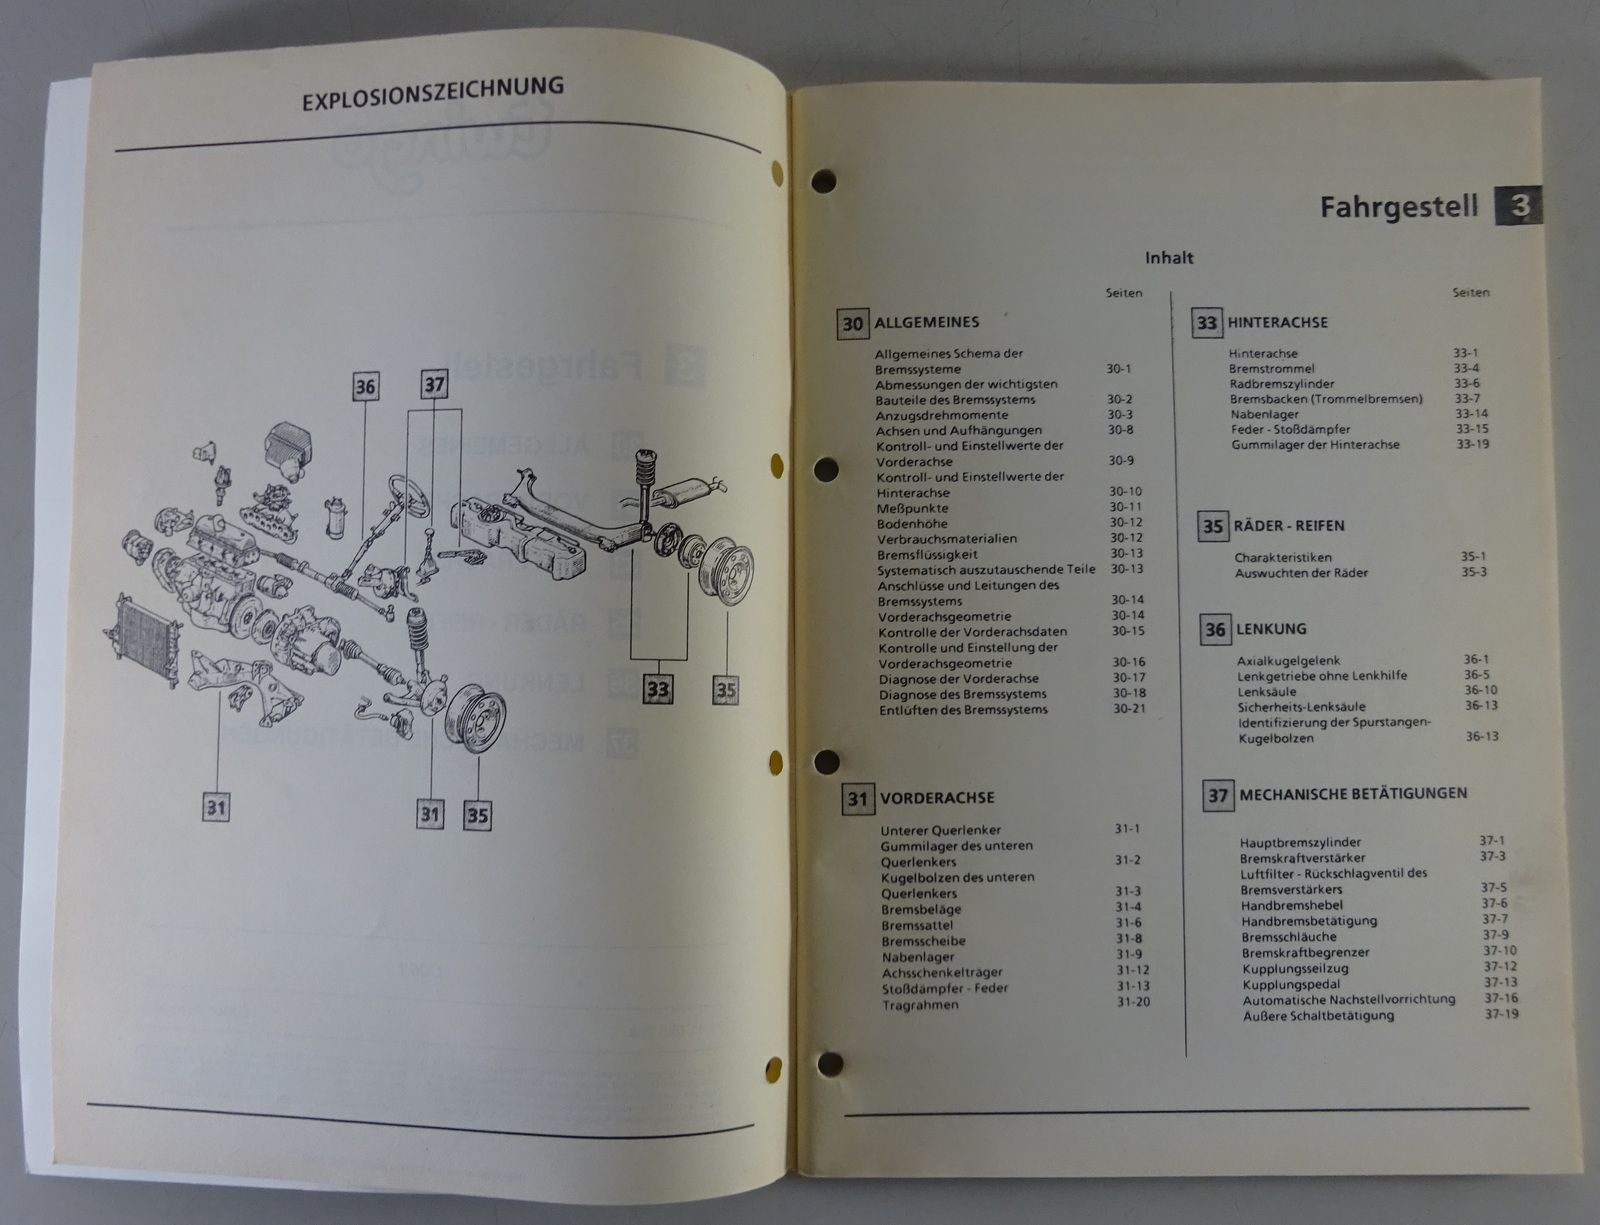 EXPLOSIONSZEICHNUNG
36
37
33
35
31
31
35
Fahrgestell 3
Inhalt
Seiten
30 ALLGEMEINES
Allgemeines Schema der
Bremssysteme 30-1
Abmessungen der wichtigsten
Bauteile des Bremssystems 30-2
Anzugsdrehmomente 30-3
Achsen und Aufhängungen 30-8
Kontroll- und Einstellwerte der
Vorderachse 30-9
Kontroll- und Einstellwerte der
Hinterachse 30-10
Meßpunkte 30-11
Bodenhöhe 30-12
Verbrauchsmaterialien 30-12
Bremsflüssigkeit 30-13
Systematisch auszutauschende Teile 30-13
Anschlüsse und Leitungen des
Bremssystems 30-14
Vorderachsgeometrie 30-14
Kontrolle der Vorderachsdaten 30-15
Kontrolle und Einstellung der
Vorderachsgeometrie 30-16
Diagnose der Vorderachse 30-17
Diagnose des Bremssystems 30-18
Entlüften des Bremssystems 30-21
31 VORDERACHSE
Unterer Querlenker 31-1
Gummilager des unteren
Querlenkers 31-2
Kugelbolzen des unteren
Querlenkers 31-3
Bremsbeläge 31-4
Bremssattel 31-6
Bremsscheibe 31-8
Nabenlager 31-9
Achsschenkelträger 31-12
Stoßdämpfer - Feder 31-13
Tragrahmen 31-20
Seiten
33 HINTERACHSE
Hinterachse 33-1
Bremstrommel 33-4
Radbremszylinder 33-6
Bremsbacken (Trommelbremsen) 33-7
Nabenlager 33-14
Feder - Stoßdämpfer 33-15
Gummilager der Hinterachse 33-19
35 RÄDER - REIFEN
Charakteristiken 35-1
Auswuchten der Räder 35-3
36 LENKUNG
Axialkugelgelenk 36-1
Lenkgetriebe ohne Lenkhilfe 36-5
Lenksäule 36-10
Sicherheits-Lenksäule 36-13
Identifizierung der Spurstangen-
Kugelbolzen 36-13
37 MECHANISCHE BETÄTIGUNGEN
Hauptbremszylinder 37-1
Bremskraftverstärker 37-3
Luftfilter - Rückschlagventil des
Bremsverstärkers 37-5
Handbremshebel 37-6
Handbremsbetätigung 37-7
Bremsschläuche 37-9
Bremskraftbegrenzer 37-10
Kupplungsseilzug 37-12
Kupplungspedal 37-13
Automatische Nachstellvorrichtung 37-16
Äußere Schaltbetätigung 37-19